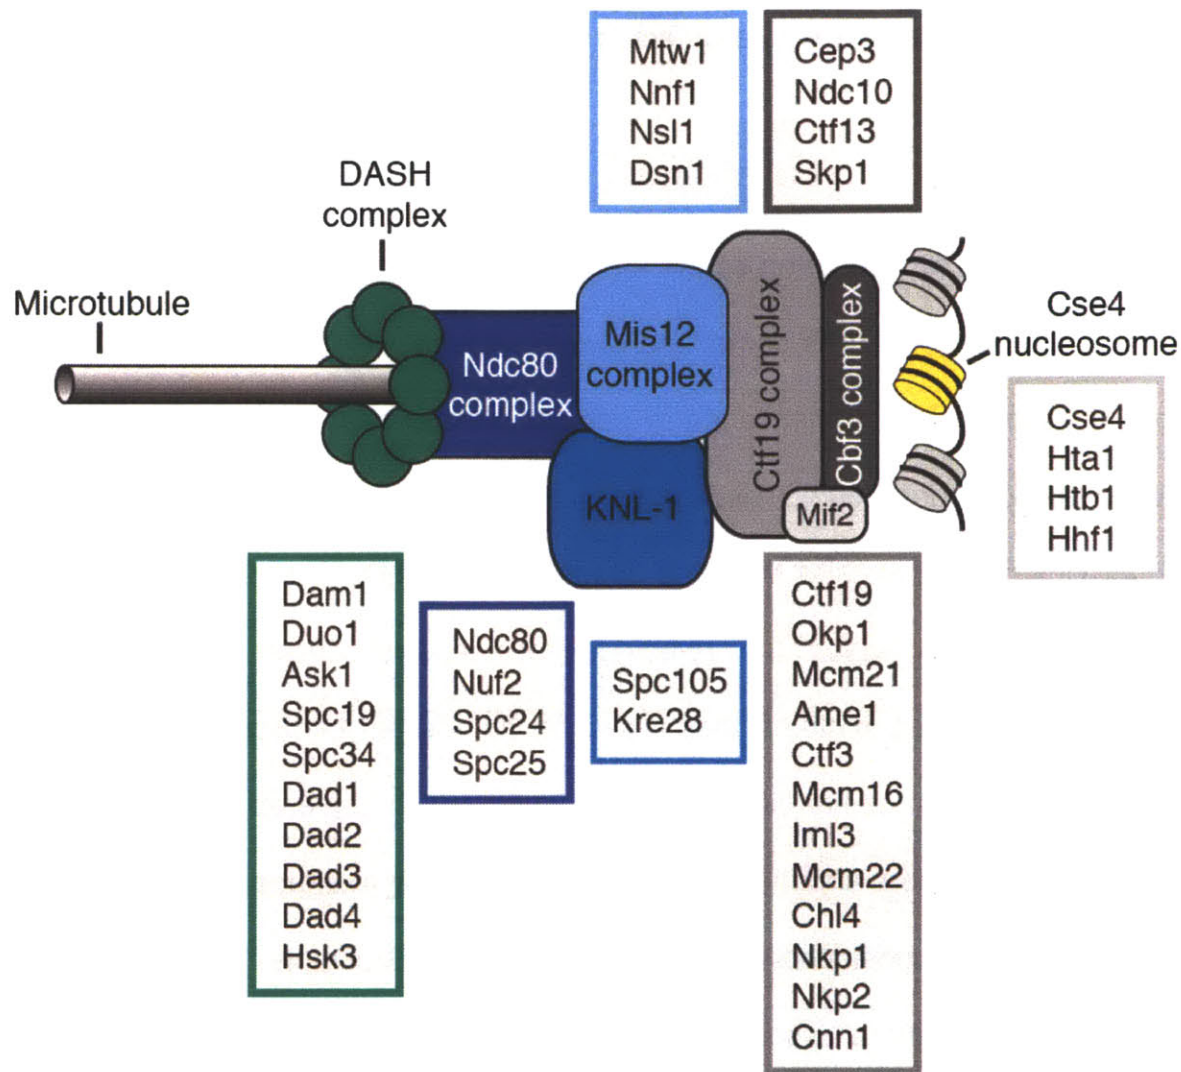 Mtw1
Nnf1
Nsl1
Dsn1
Cep3
Ndc10
Ctf13
Skp1
DASH
complex
Microtubule
Ndc80
complex
Mis12
complex
KNL-1
Ctf19 complex
Cbf3 complex
Mif2
Cse4
nucleosome
Cse4
Hta1
Htb1
Hhf1
Dam1
Duo1
Ask1
Spc19
Spc34
Dad1
Dad2
Dad3
Dad4
Hsk3
Ndc80
Nuf2
Spc24
Spc25
Spc105
Kre28
Ctf19
Okp1
Mcm21
Ame1
Ctf3
Mcm16
Iml3
Mcm22
Chl4
Nkp1
Nkp2
Cnn1